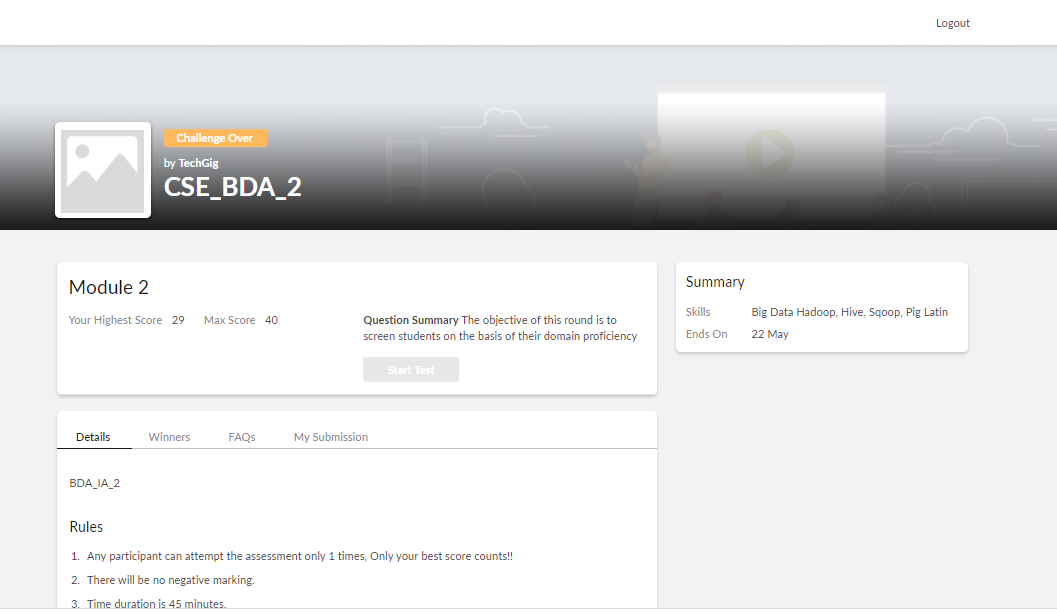 Logout
Challenge Over
by TechGig
CSE_BDA_2
Module 2
Your Highest Score 29 Max Score 40
Question Summary The objective of this round is to
screen students on the basis of their domain proficiency
Start Test
Summary
Skills Big Data Hadoop, Hive, Sqoop, Pig Latin
Ends On 22 May
Details Winners FAQs My Submission
BDA_IA_2
Rules
1. Any participant can attempt the assessment only 1 times, Only your best score counts!!
2. There will be no negative marking.
3. Time duration is 45 minutes.